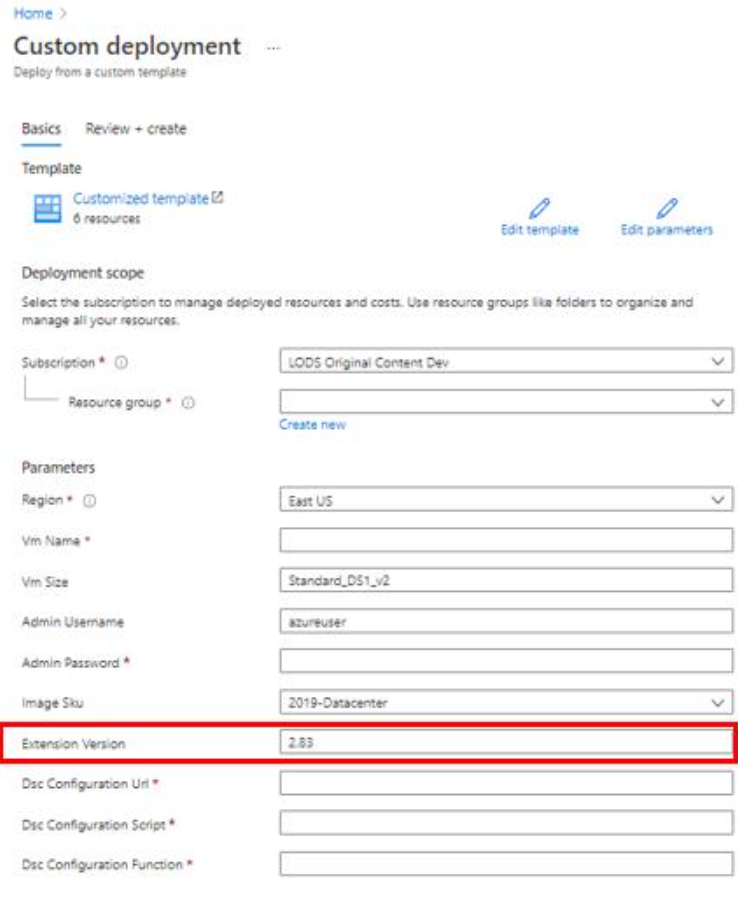 Home >
Custom deployment ...
Deploy from a custom template
Basics Review + create
Template
Customized template
6 resources
Edit template Edit parameters
Deployment scope
Select the subscription to manage deployed resources and costs. Use resource groups like folders to organize and
manage all your resources.
Subscription * LODS Original Content Dev
Resource group *
Create new
Parameters
Region * East US
Vm Name *
Vm Size Standard_DS1_v2
Admin Username azureuser
Admin Password *
Image Sku 2019-Datacenter
Extension Version 2.83
Dsc Configuration Url *
Dsc Configuration Script *
Dsc Configuration Function *